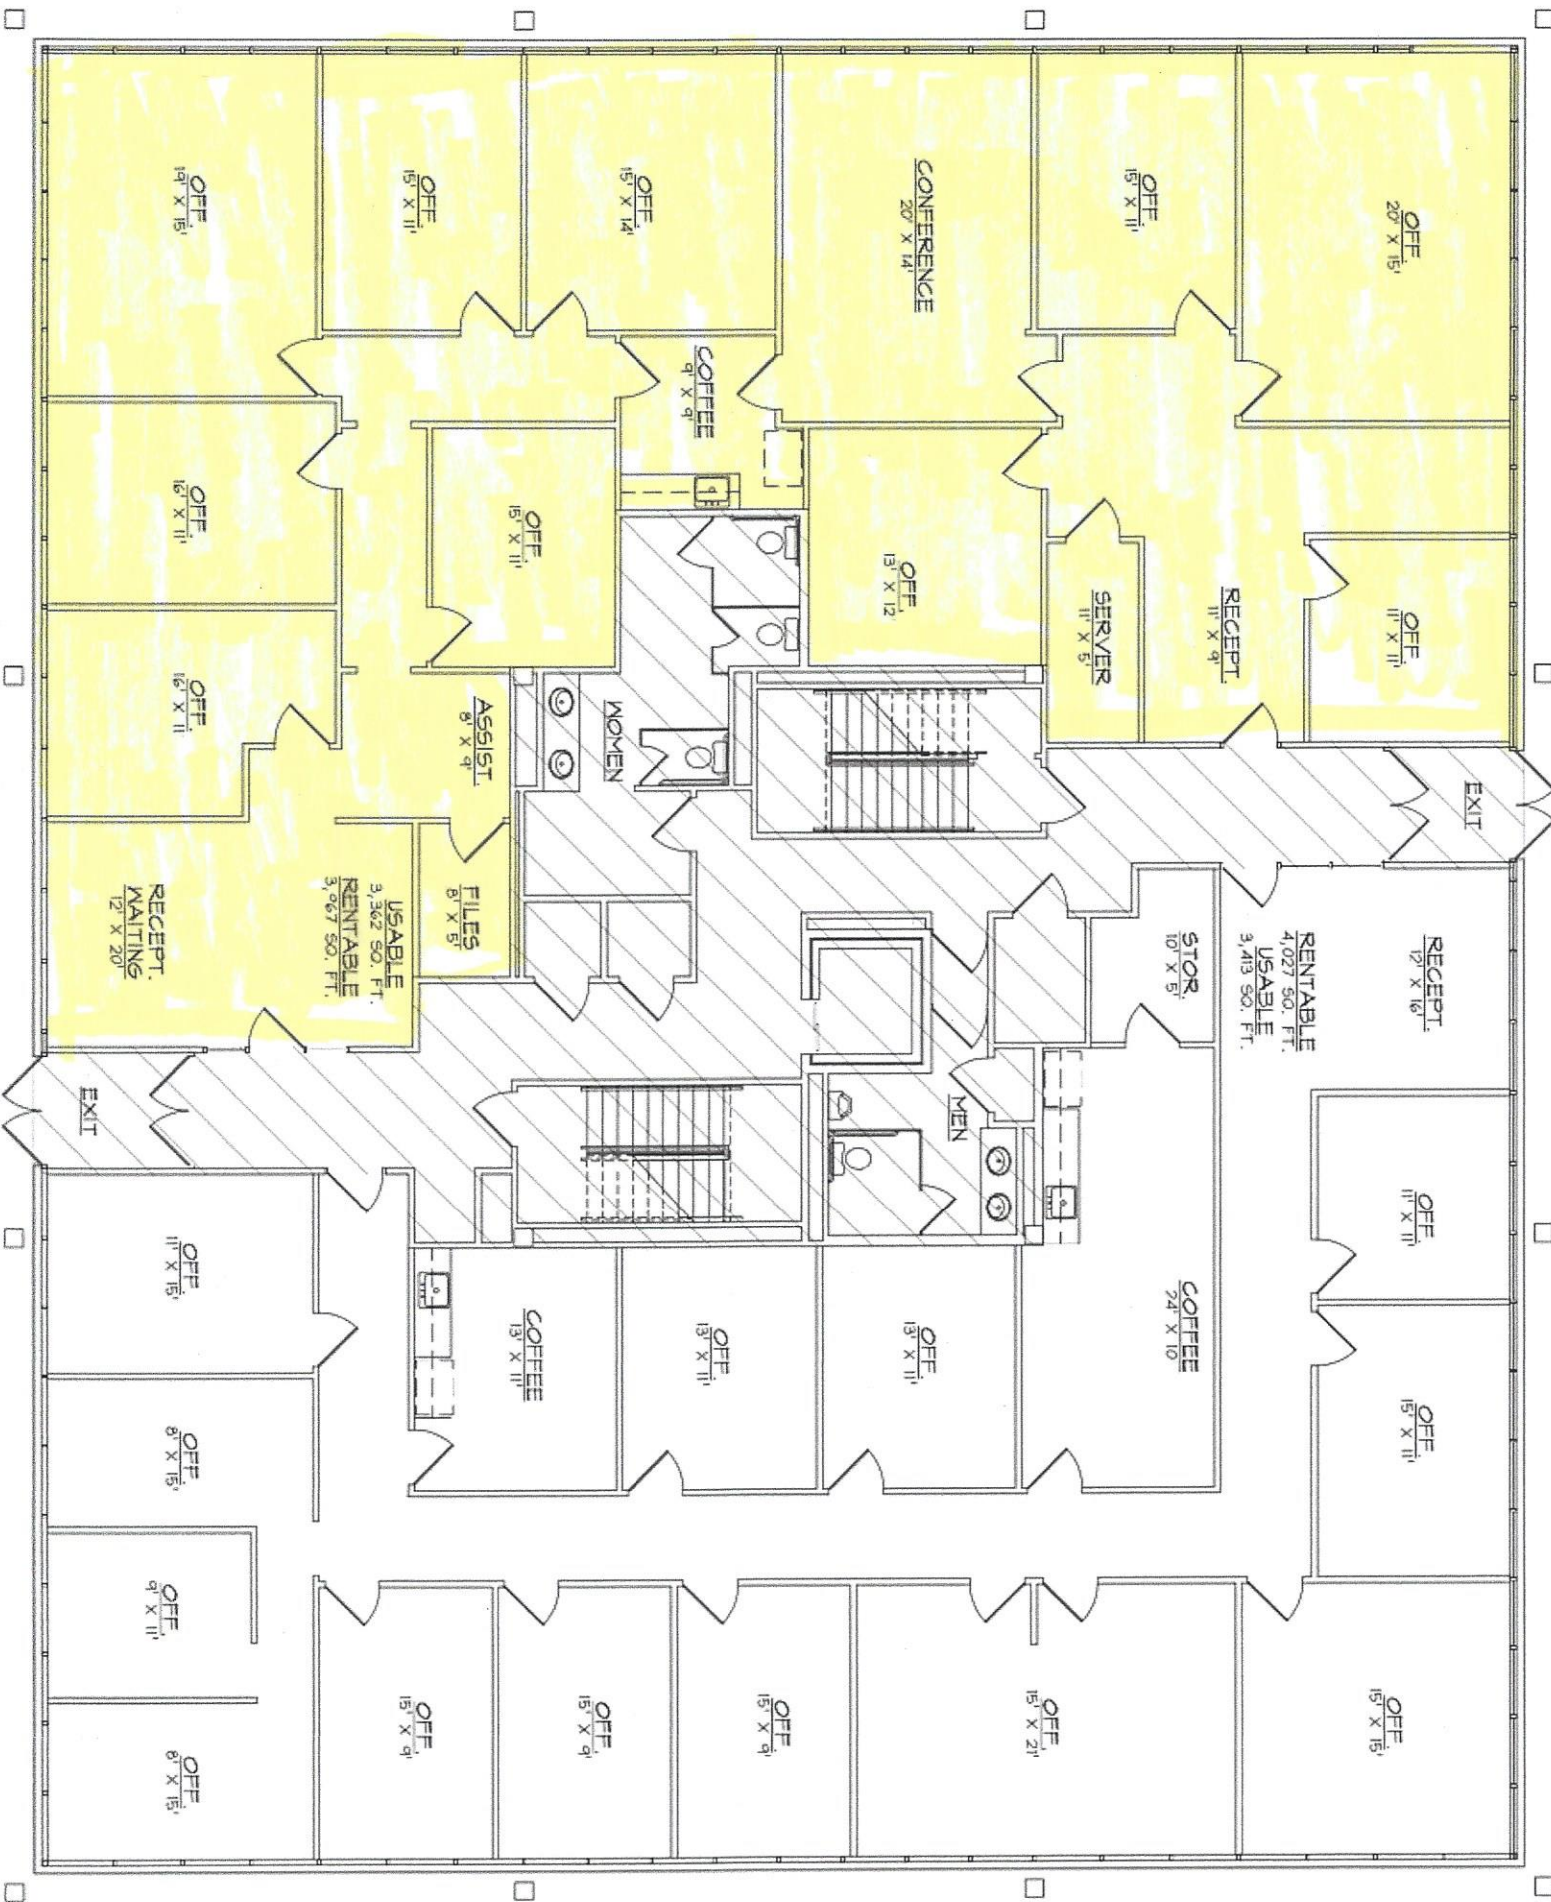 OFF.
20' X 15'
OFF.
11' X 11'
EXIT
RECEPT.
12' X 16'
OFF.
11' X 11'
OFF.
15' X 11'
OFF.
15' X 15'
RECEPT.
11' X 9'
RENTABLE
4,027 SQ. FT.
USABLE
3,413 SQ. FT.
OFF.
15' X 11'
SERVER
11' X 5'
STOR.
10' X 5'
COFFEE
24' X 10
OFF.
15' X 21'
CONFERENCE
20' X 14'
OFF.
13' X 12'
MEN
OFF.
13' X 11'
OFF.
15' X 9'
OFF.
15' X 14'
COFFEE
9' X 9'
WOMEN
OFF.
13' X 11'
OFF.
15' X 9'
OFF.
15' X 11'
OFF.
15' X 11'
ASSIST.
8' X 9'
FILES
8' X 5'
COFFEE
13' X 11'
OFF.
15' X 9'
USABLE
3,362 SQ. FT.
RENTABLE
3,967 SQ. FT.
OFF.
19' X 15'
OFF.
16' X 11'
OFF.
16' X 11'
RECEPT.
WAITING
12' X 20'
EXIT
OFF.
11' X 15'
OFF.
8' X 15'
OFF.
9' X 11'
OFF.
8' X 15'